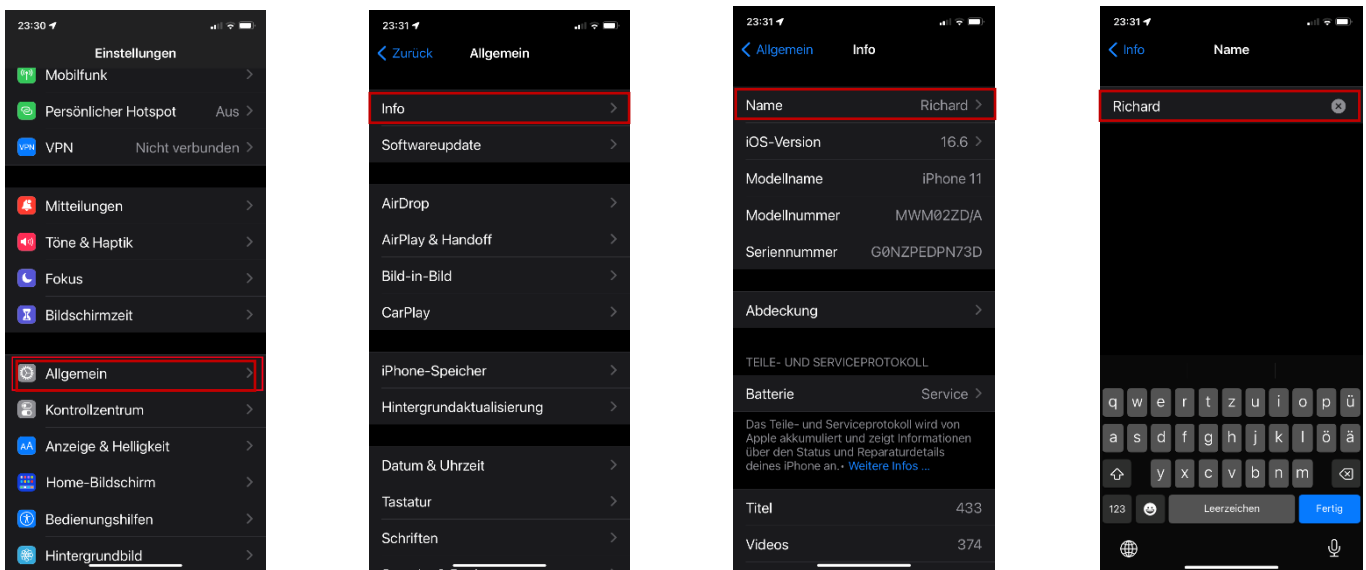 23:30
Einstellungen
Mobilfunk
Persönlicher Hotspot Aus
VPN VPN Nicht verbunden
Mitteilungen
Töne & Haptik
Fokus
Bildschirmzeit
Allgemein
Kontrollzentrum
AA Anzeige & Helligkeit
Home-Bildschirm
Bedienungshilfen
Hintergrundbild
23:31
Zurück Allgemein
Info
Softwareupdate
AirDrop
AirPlay & Handoff
Bild-in-Bild
CarPlay
iPhone-Speicher
Hintergrundaktualisierung
Datum & Uhrzeit
Tastatur
Schriften
23:31
Allgemein Info
Name Richard
iOS-Version 16.6
Modellname iPhone 11
Modellnummer MWM02ZD/A
Seriennummer G0NZPEDPN73D
Abdeckung
TEILE- UND SERVICEPROTOKOLL
Batterie Service
Das Teile- und Serviceprotokoll wird von
Apple akkumuliert und zeigt Informationen
über den Status und Reparaturdetails
deines iPhone an.• Weitere Infos ...
Titel 433
Videos 374
23:31
Info Name
Richard
q w e r t z u i o p ü
a s d f g h j k l ö ä
y x c v b n m
123 Leerzeichen Fertig